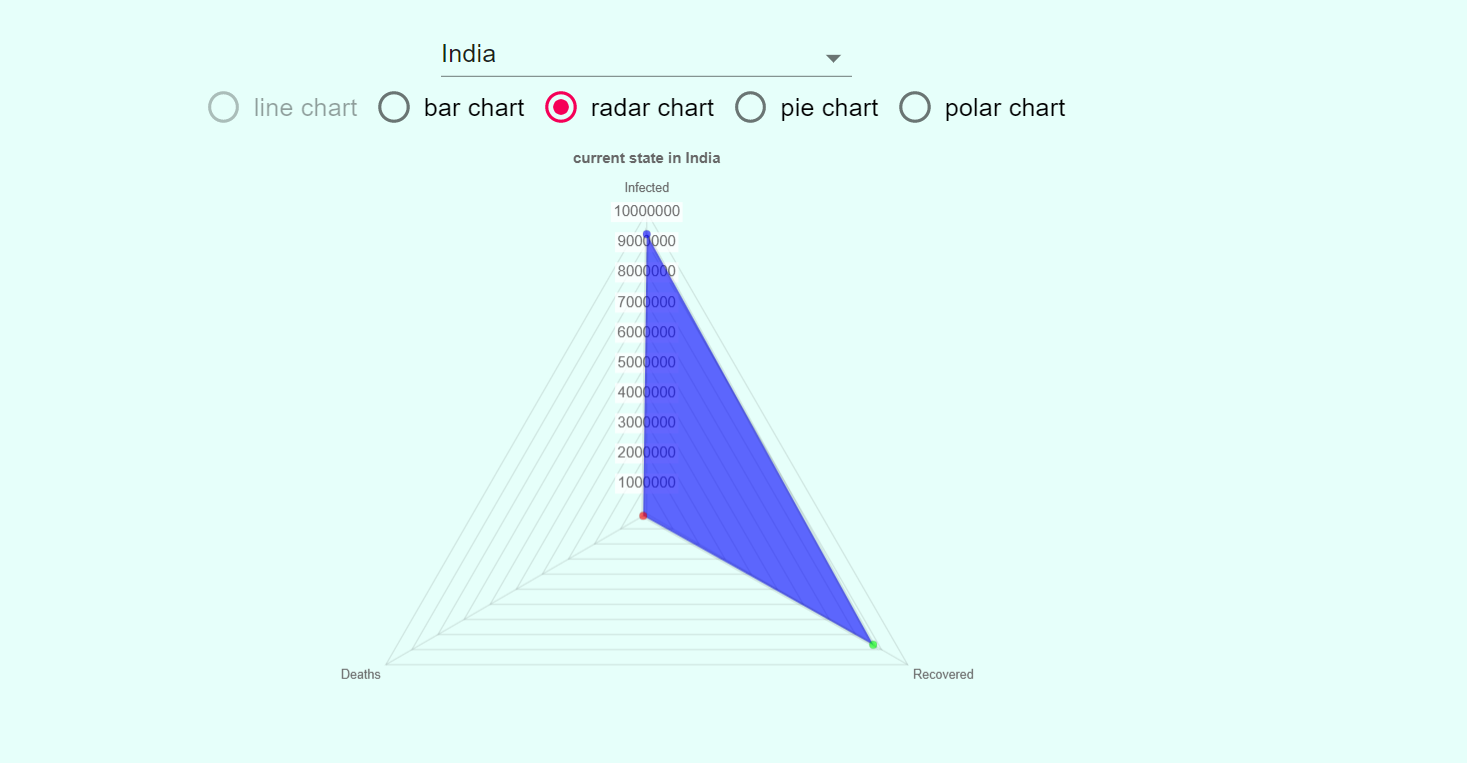 India
line chart bar chart radar chart pie chart polar chart
current state in India
Infected
10000000
9000000
8000000
7000000
6000000
5000000
4000000
3000000
2000000
1000000
Deaths Recovered